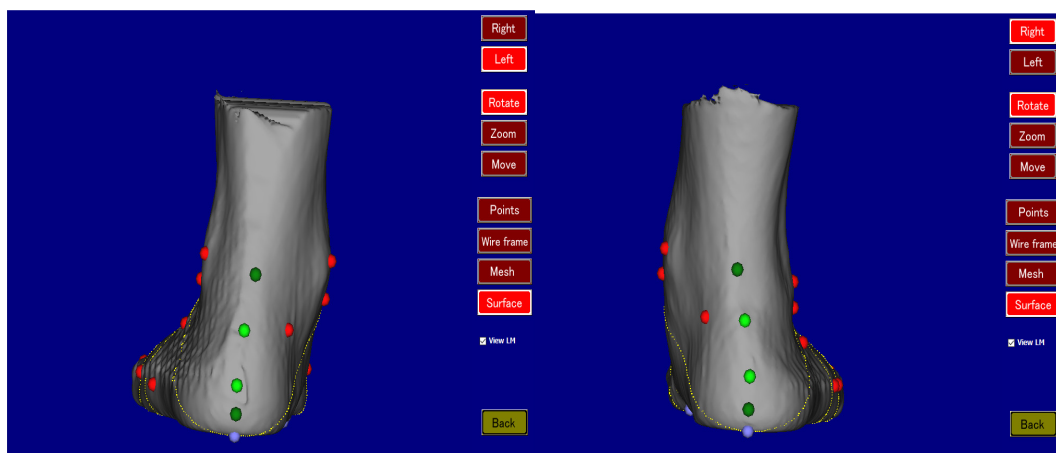 Right
Left
Rotate
Zoom
Move
Points
Wire frame
Mesh
Surface
View LM
Back
Right
Left
Rotate
Zoom
Move
Points
Wire frame
Mesh
Surface
View LM
Back